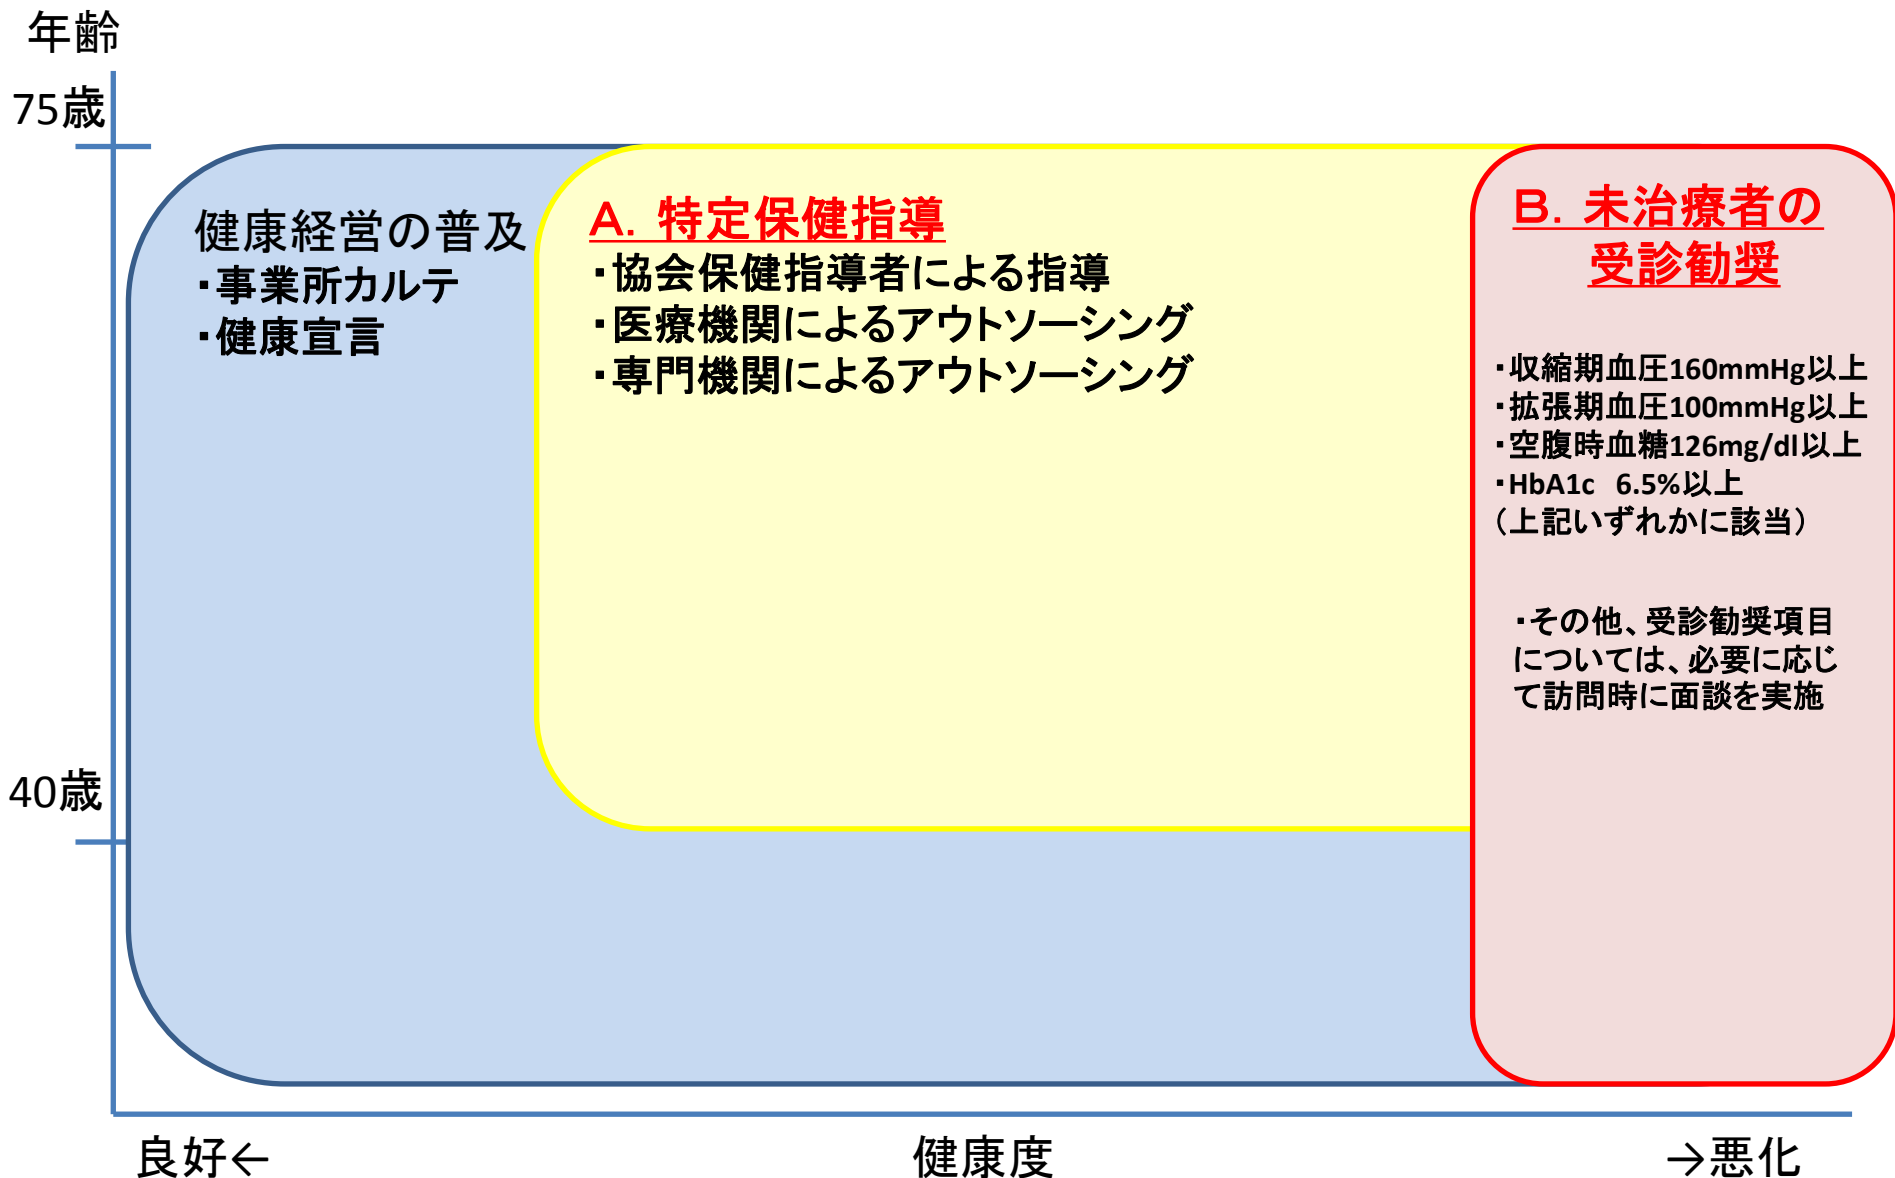 年齢
75歳
健康経営の普及
・事業所カルテ
・健康宣言
A．特定保健指導
・協会保健指導者による指導
・医療機関によるアウトソーシング
・専門機関によるアウトソーシング
B．未治療者の
受診勧奨
・収縮期血圧160mmHg以上
・拡張期血圧100mmHg以上
・空腹時血糖126mg/dl以上
・HbA1c 6.5%以上
（上記いずれかに該当）
・その他、受診勧奨項目
については、必要に応じ
て訪問時に面談を実施
40歳
良好←
健康度
→悪化